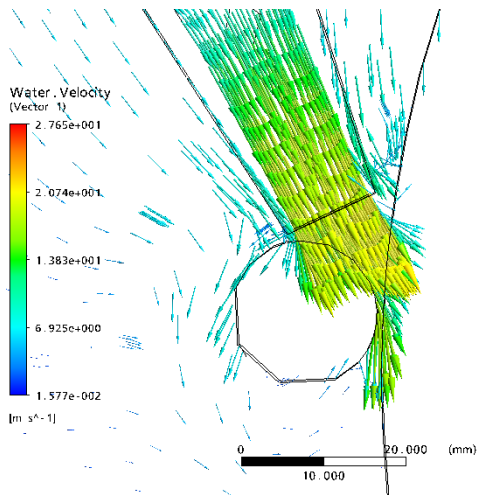 Water . Velocity
(Vector 1)
2.765e+001
2.074e+001
1.383e+001
6.925e+000
1.577e-002
[m s^-1]
0 20.000 (mm)
10.000